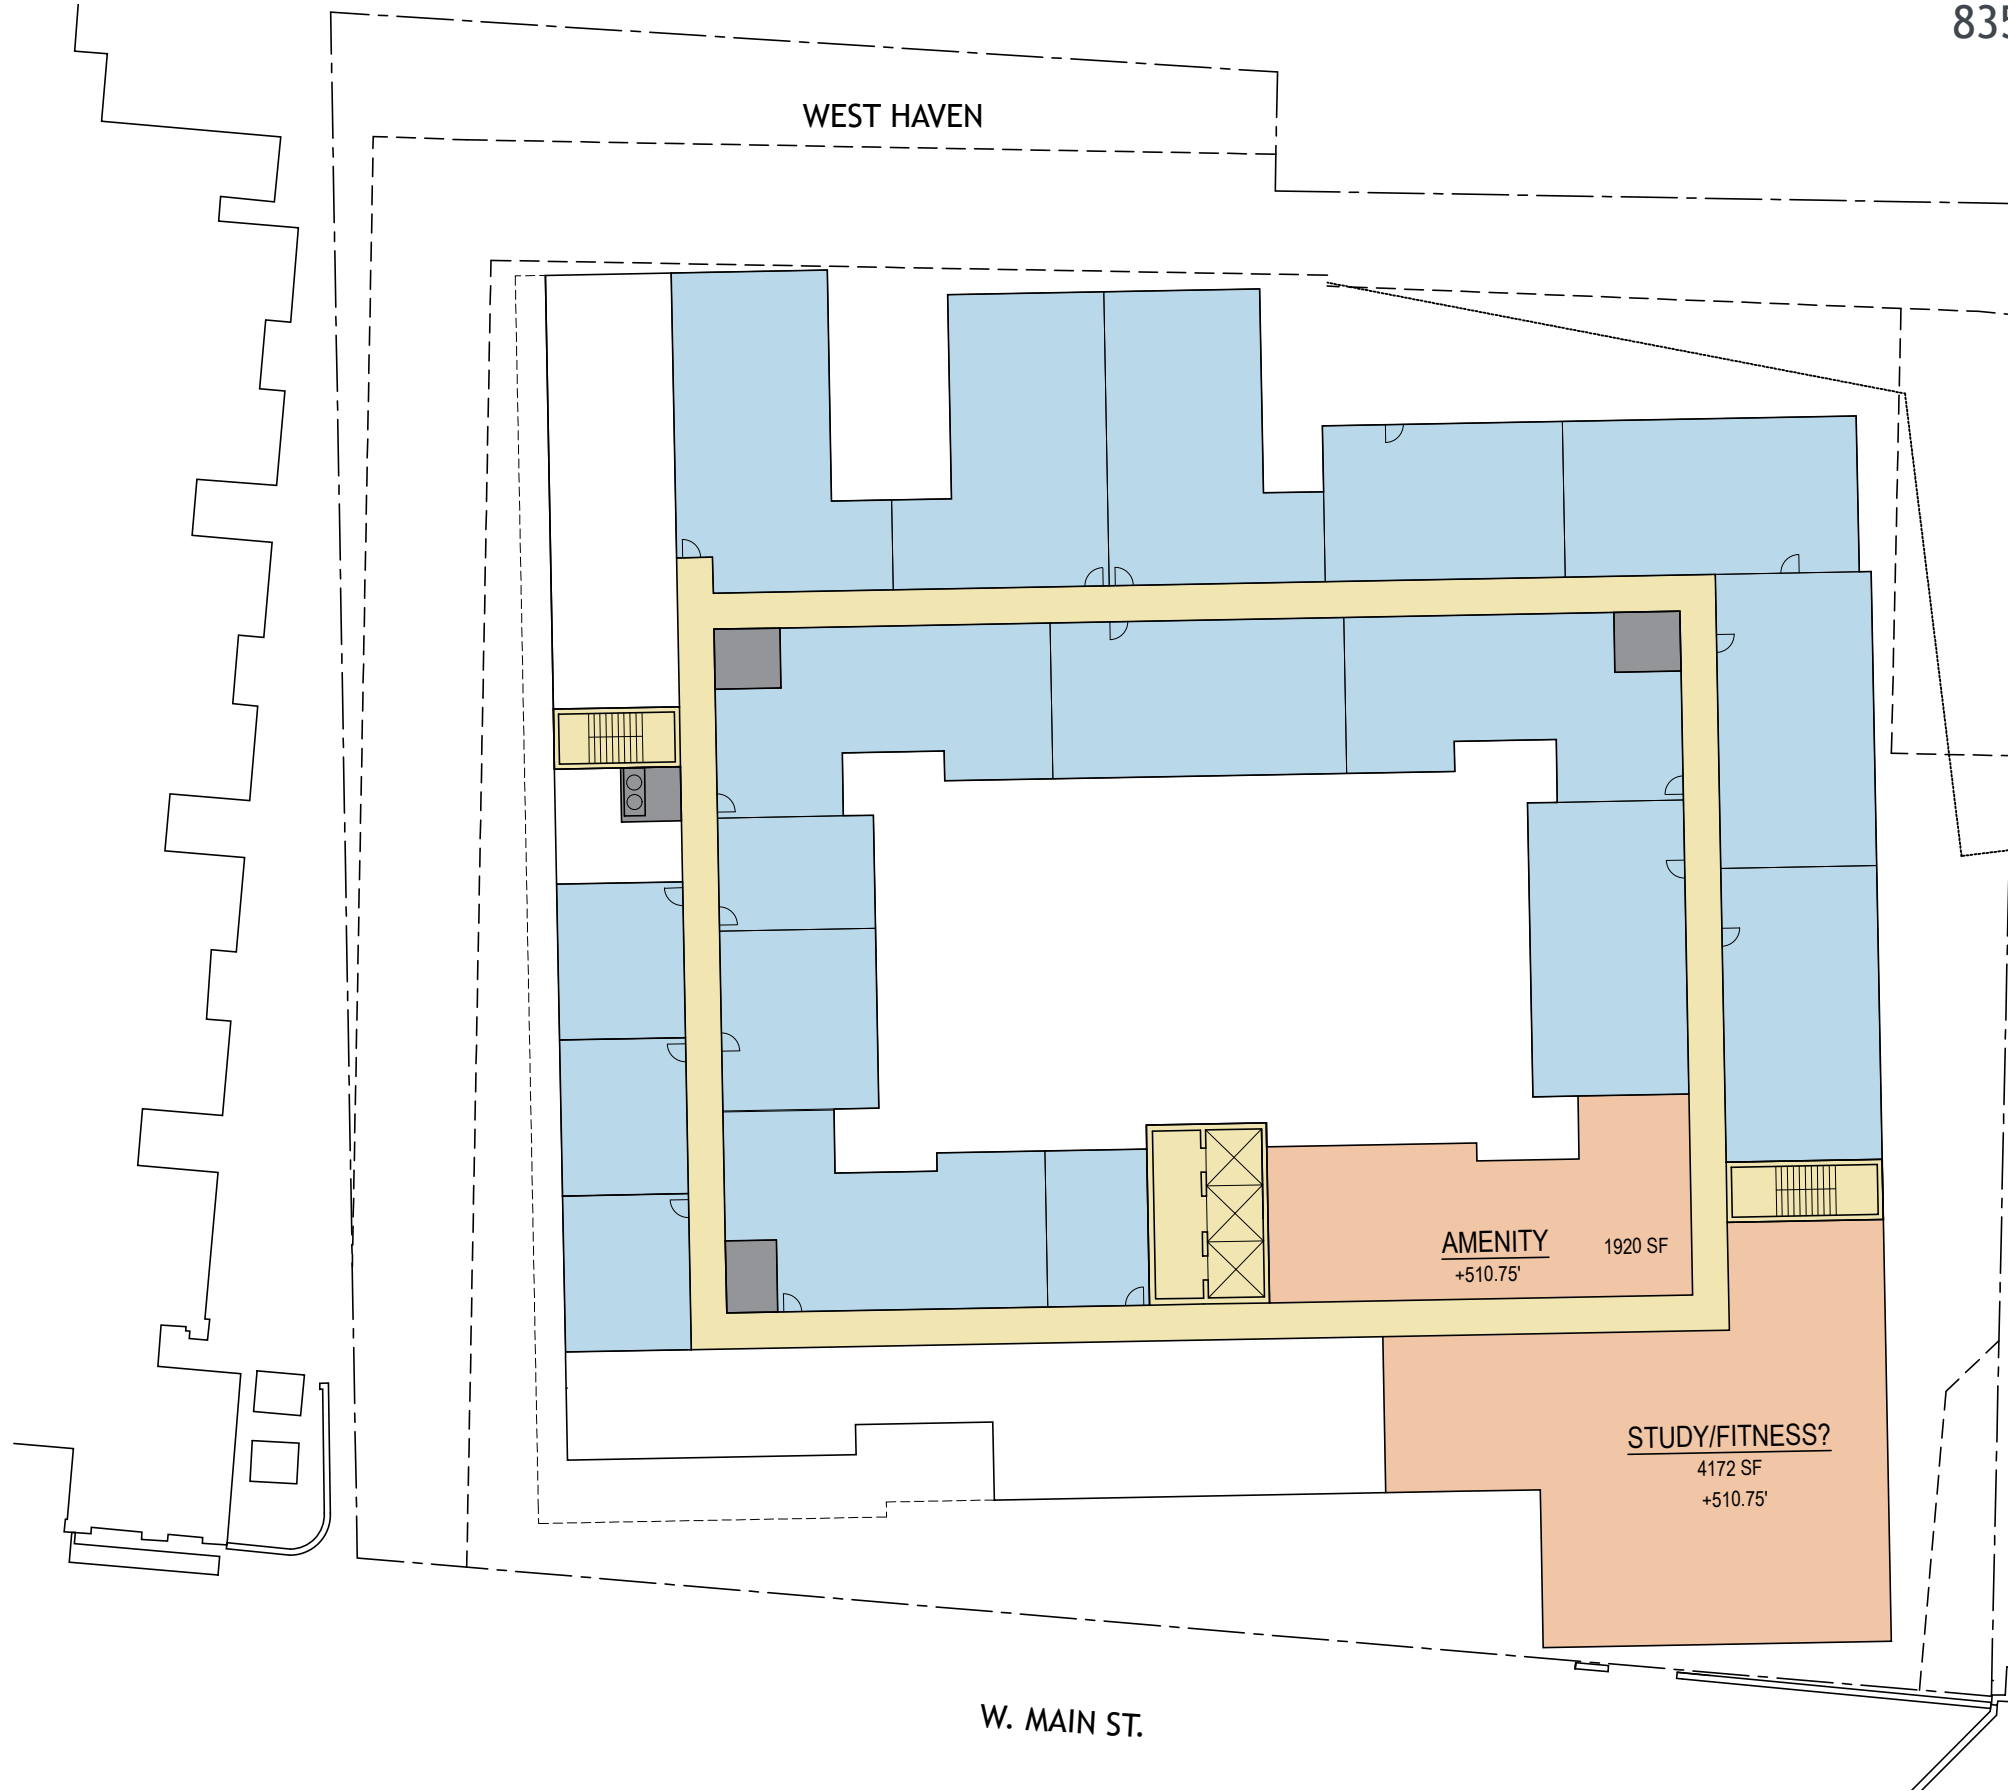 835
WEST HAVEN
AMENITY
1920 SF
+510.75'
STUDY/FITNESS?
4172 SF
+510.75'
W. MAIN ST.